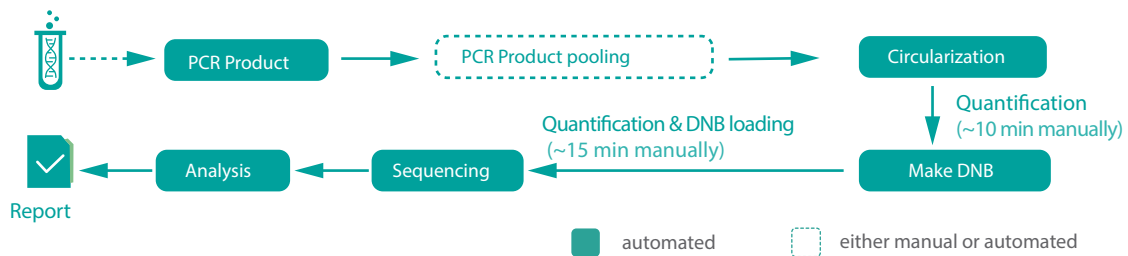 PCR Product
PCR Product pooling
Circularization
Quantification
(~10 min manually)
Quantification & DNB loading
(~15 min manually)
Analysis
Sequencing
Make DNB
Report
automated
either manual or automated